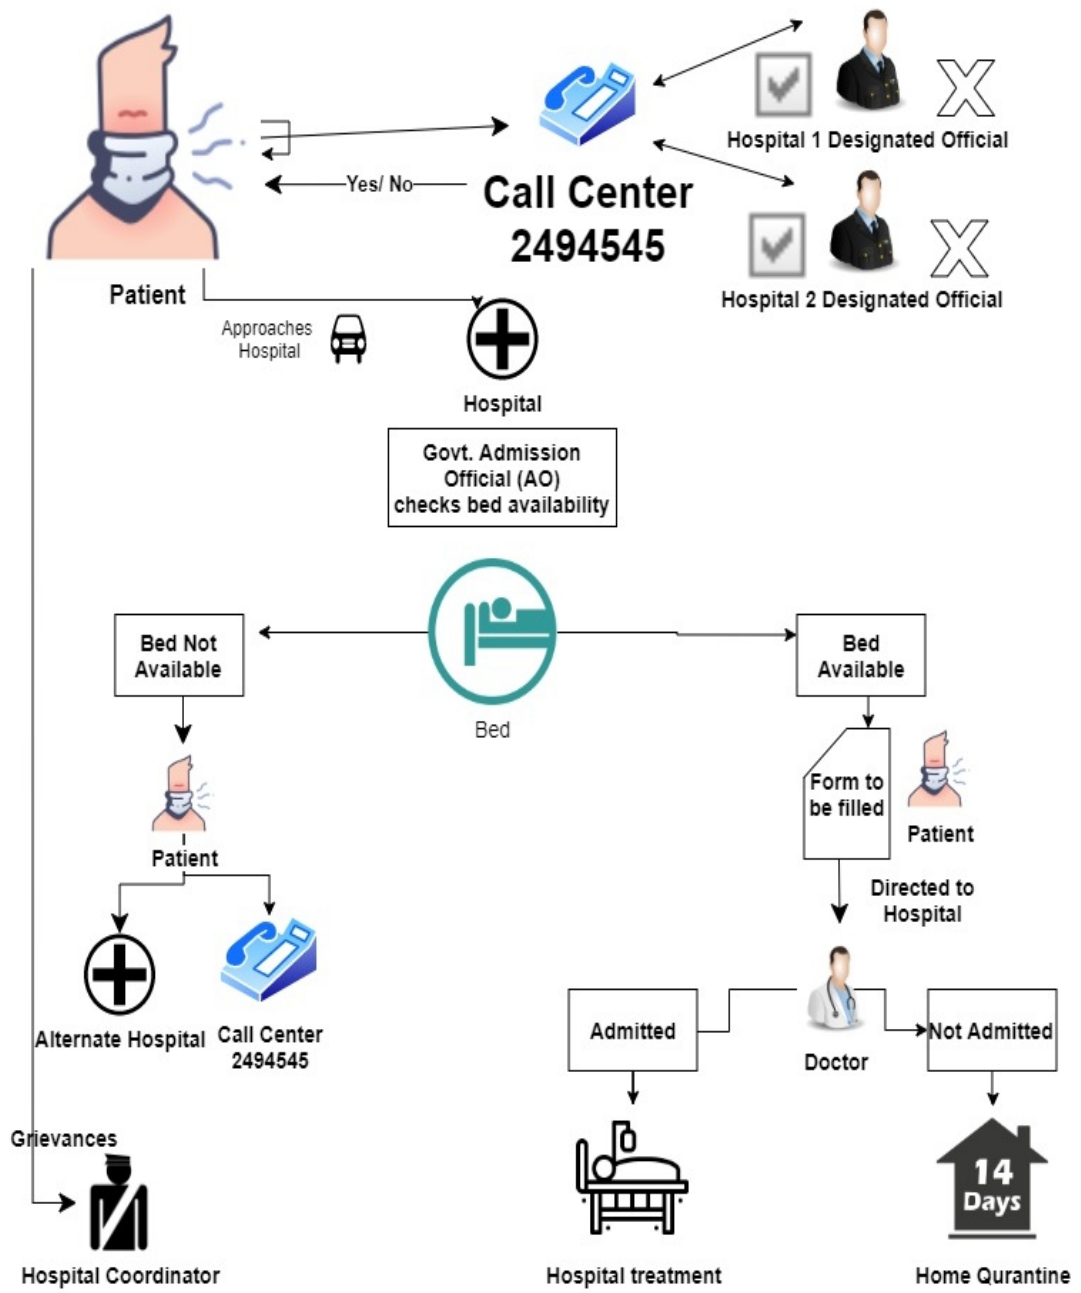 Yes/ No
Call Center
2494545
Hospital 1 Designated Official
Hospital 2 Designated Official
Patient
Approaches
Hospital
Hospital
Govt. Admission
Official (AO)
checks bed availability
Bed Not
Available
Bed
Available
Bed
Form to
be filled
Patient
Patient
Directed to
Hospital
Alternate Hospital
Call Center
2494545
Admitted
Doctor
Not Admitted
Grievances
14
Days
Hospital Coordinator
Hospital treatment
Home Qurantine